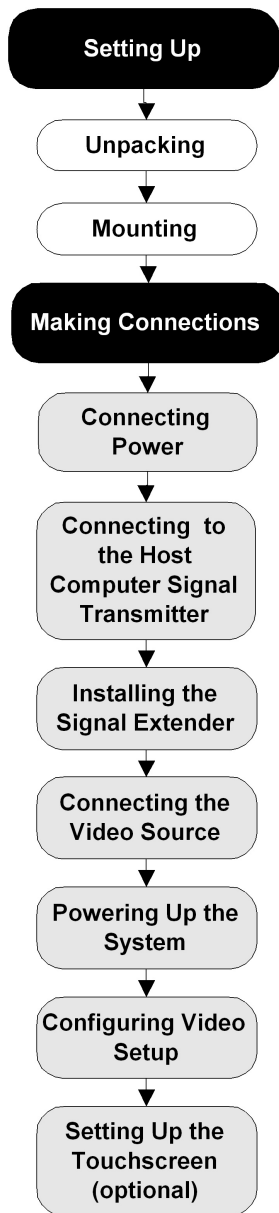 Setting Up
Unpacking
Mounting
Making Connections
Connecting
Power
Connecting to
the Host
Computer Signal
Transmitter
Installing the
Signal Extender
Connecting the
Video Source
Powering Up the
System
Configuring Video
Setup
Setting Up the
Touchscreen
(optional)